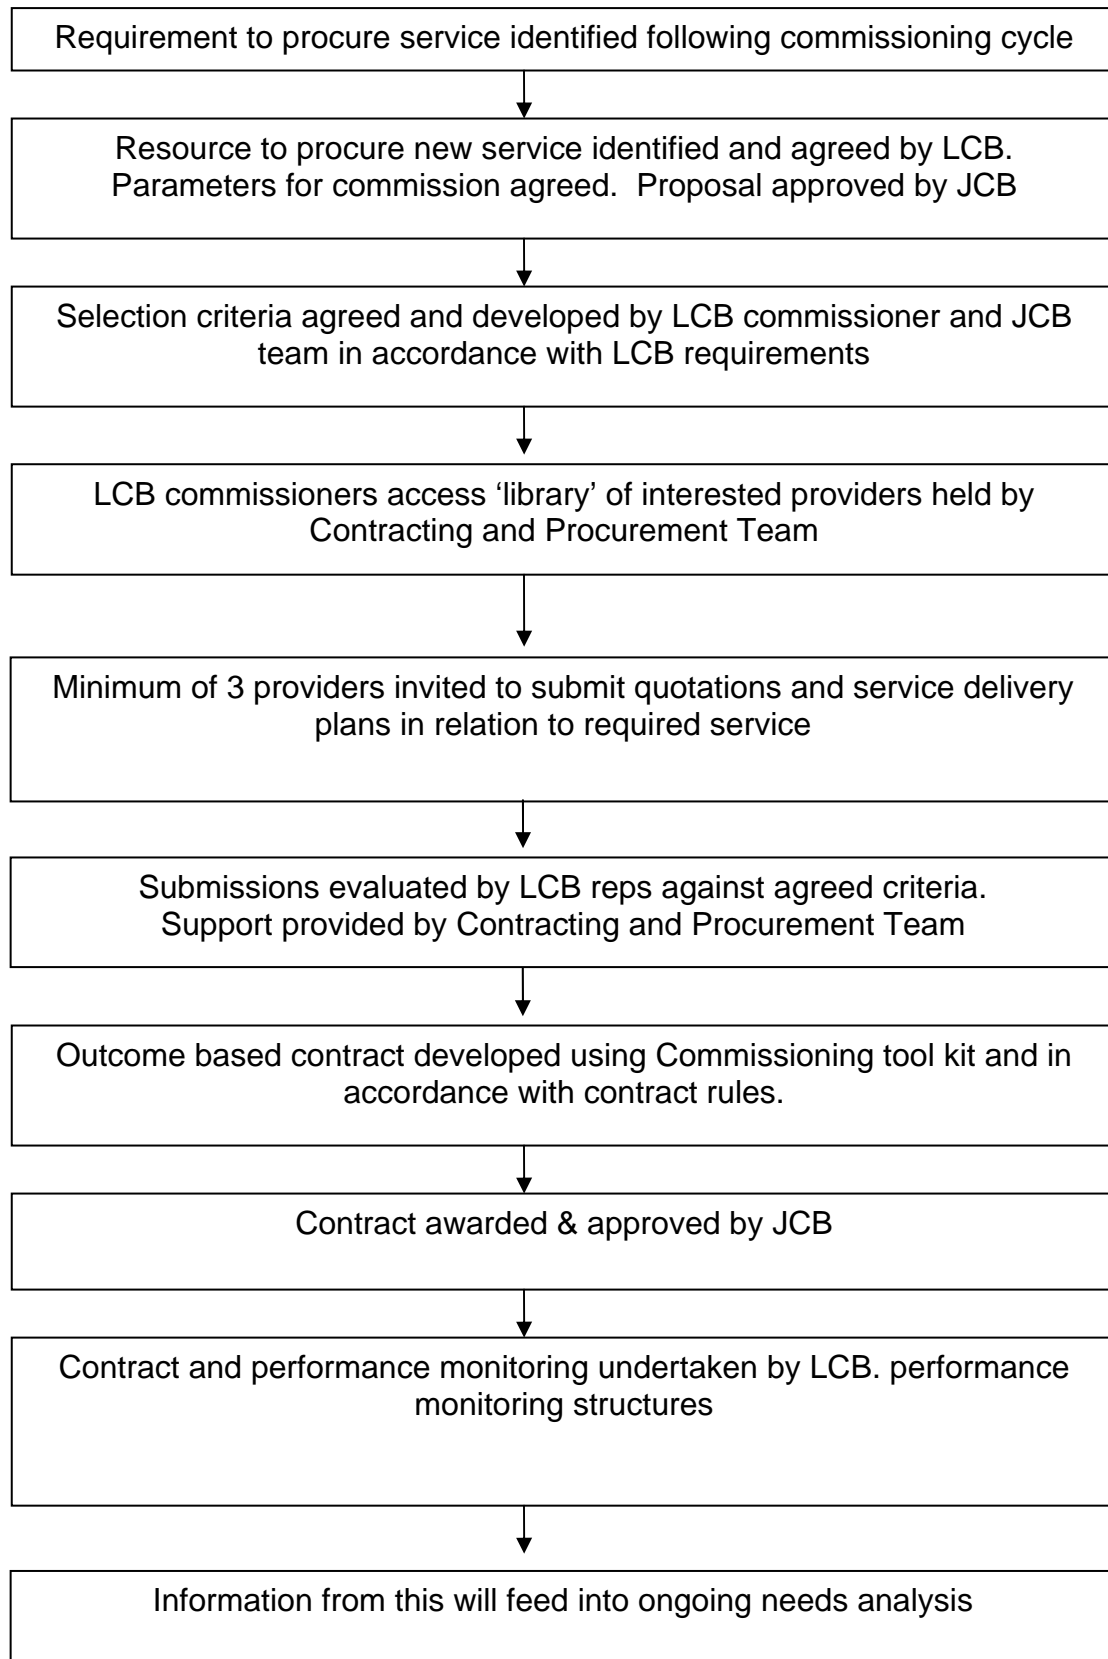 Requirement to procure service identified following commissioning cycle
Resource to procure new service identified and agreed by LCB.
Parameters for commission agreed.  Proposal approved by JCB
Selection criteria agreed and developed by LCB commissioner and JCB
team in accordance with LCB requirements
LCB commissioners access ‘library’ of interested providers held by
Contracting and Procurement Team
Minimum of 3 providers invited to submit quotations and service delivery
plans in relation to required service
Submissions evaluated by LCB reps against agreed criteria.
Support provided by Contracting and Procurement Team
Outcome based contract developed using Commissioning tool kit and in
accordance with contract rules.
Contract awarded & approved by JCB
Contract and performance monitoring undertaken by LCB. performance
monitoring structures
Information from this will feed into ongoing needs analysis